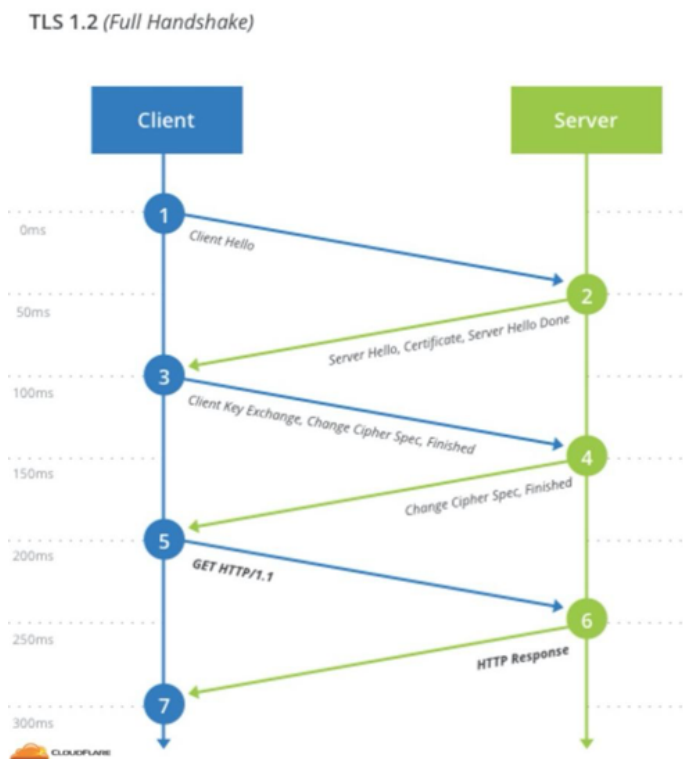 TLS 1.2 (Full Handshake)
Client
Server
1
0ms
Client Hello
2
50ms
Server Hello, Certificate, Server Hello Done
3
100ms
Client Key Exchange, Change Cipher Spec, Finished
4
150ms
Change Cipher Spec, Finished
5
200ms
GET HTTP/1.1
6
250ms
HTTP Response
7
300ms
CLOUDFLARE